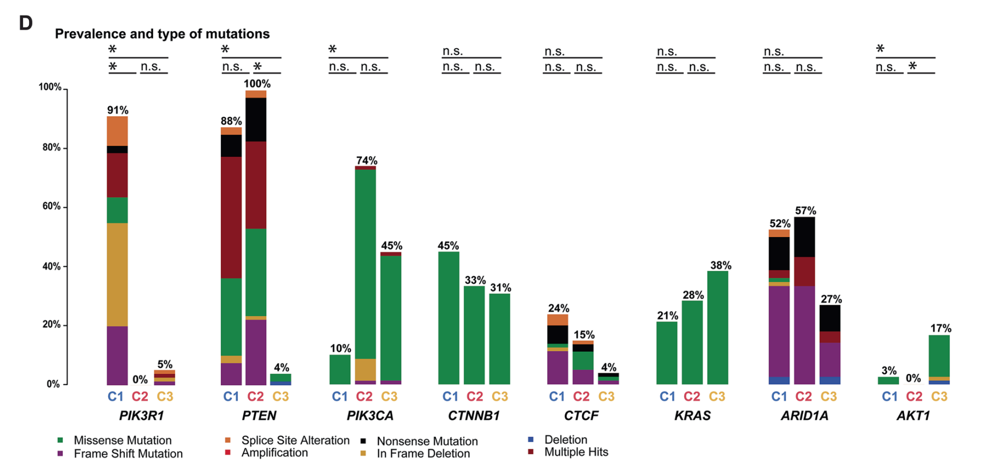 D
Prevalence and type of mutations
* * * n.s. n.s. n.s. n.s. *
* n.s. n.s. * n.s. n.s. n.s. n.s. n.s. n.s. n.s. n.s. n.s. n.s. n.s. *
100%
80%
60%
40%
20%
0%
91% 0% 5%
88% 100% 4%
10% 74% 45%
45% 33% 31%
24% 15% 4%
21% 28% 38%
52% 57% 27%
3% 0% 17%
C1 C2 C3 C1 C2 C3 C1 C2 C3 C1 C2 C3 C1 C2 C3 C1 C2 C3 C1 C2 C3 C1 C2 C3
PIK3R1 PTEN PIK3CA CTNNB1 CTCF KRAS ARID1A AKT1
Missense Mutation Splice Site Alteration Nonsense Mutation Deletion
Frame Shift Mutation Amplification In Frame Deletion Multiple Hits